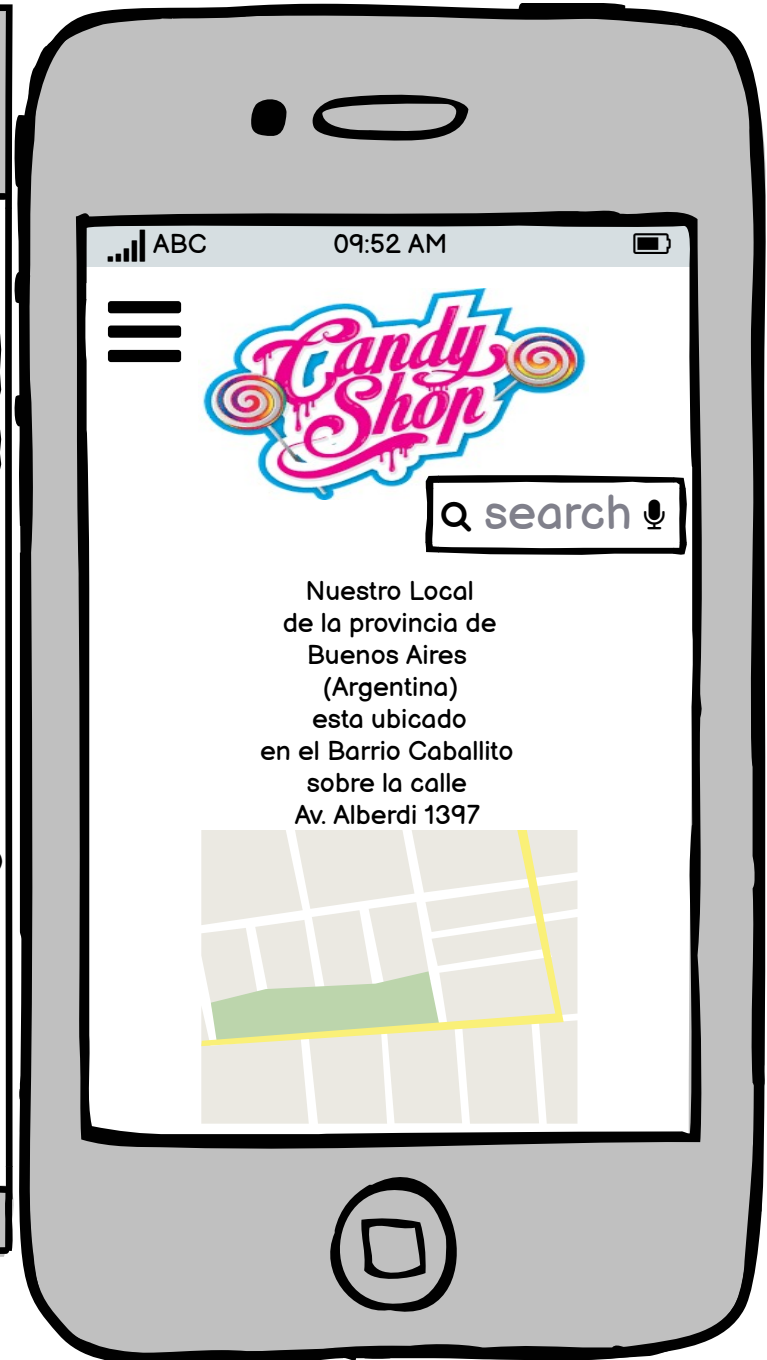 ABC 09:52 AM
Candy
Shop
search
Nuestro Local
de la provincia de
Buenos Aires
(Argentina)
esta ubicado
en el Barrio Caballito
sobre la calle
Av. Alberdi 1397